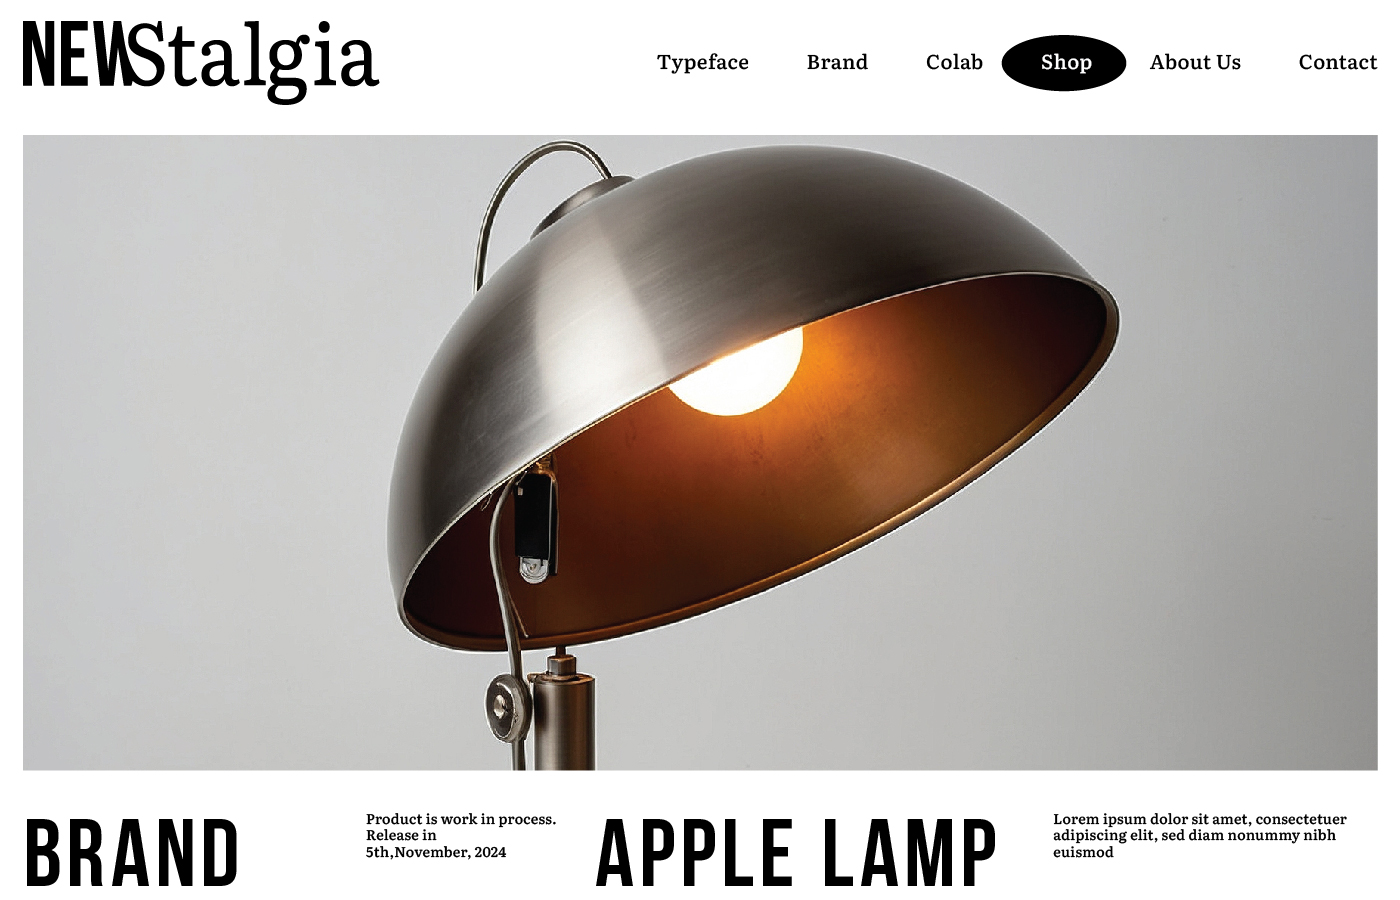 NEWStalgia
Typeface Brand Colab Shop About Us Contact
BRAND
Product is work in process.
Release in
5th,November, 2024
APPLE LAMP
Lorem ipsum dolor sit amet, consectetuer
adipiscing elit, sed diam nonummy nibh
euismod